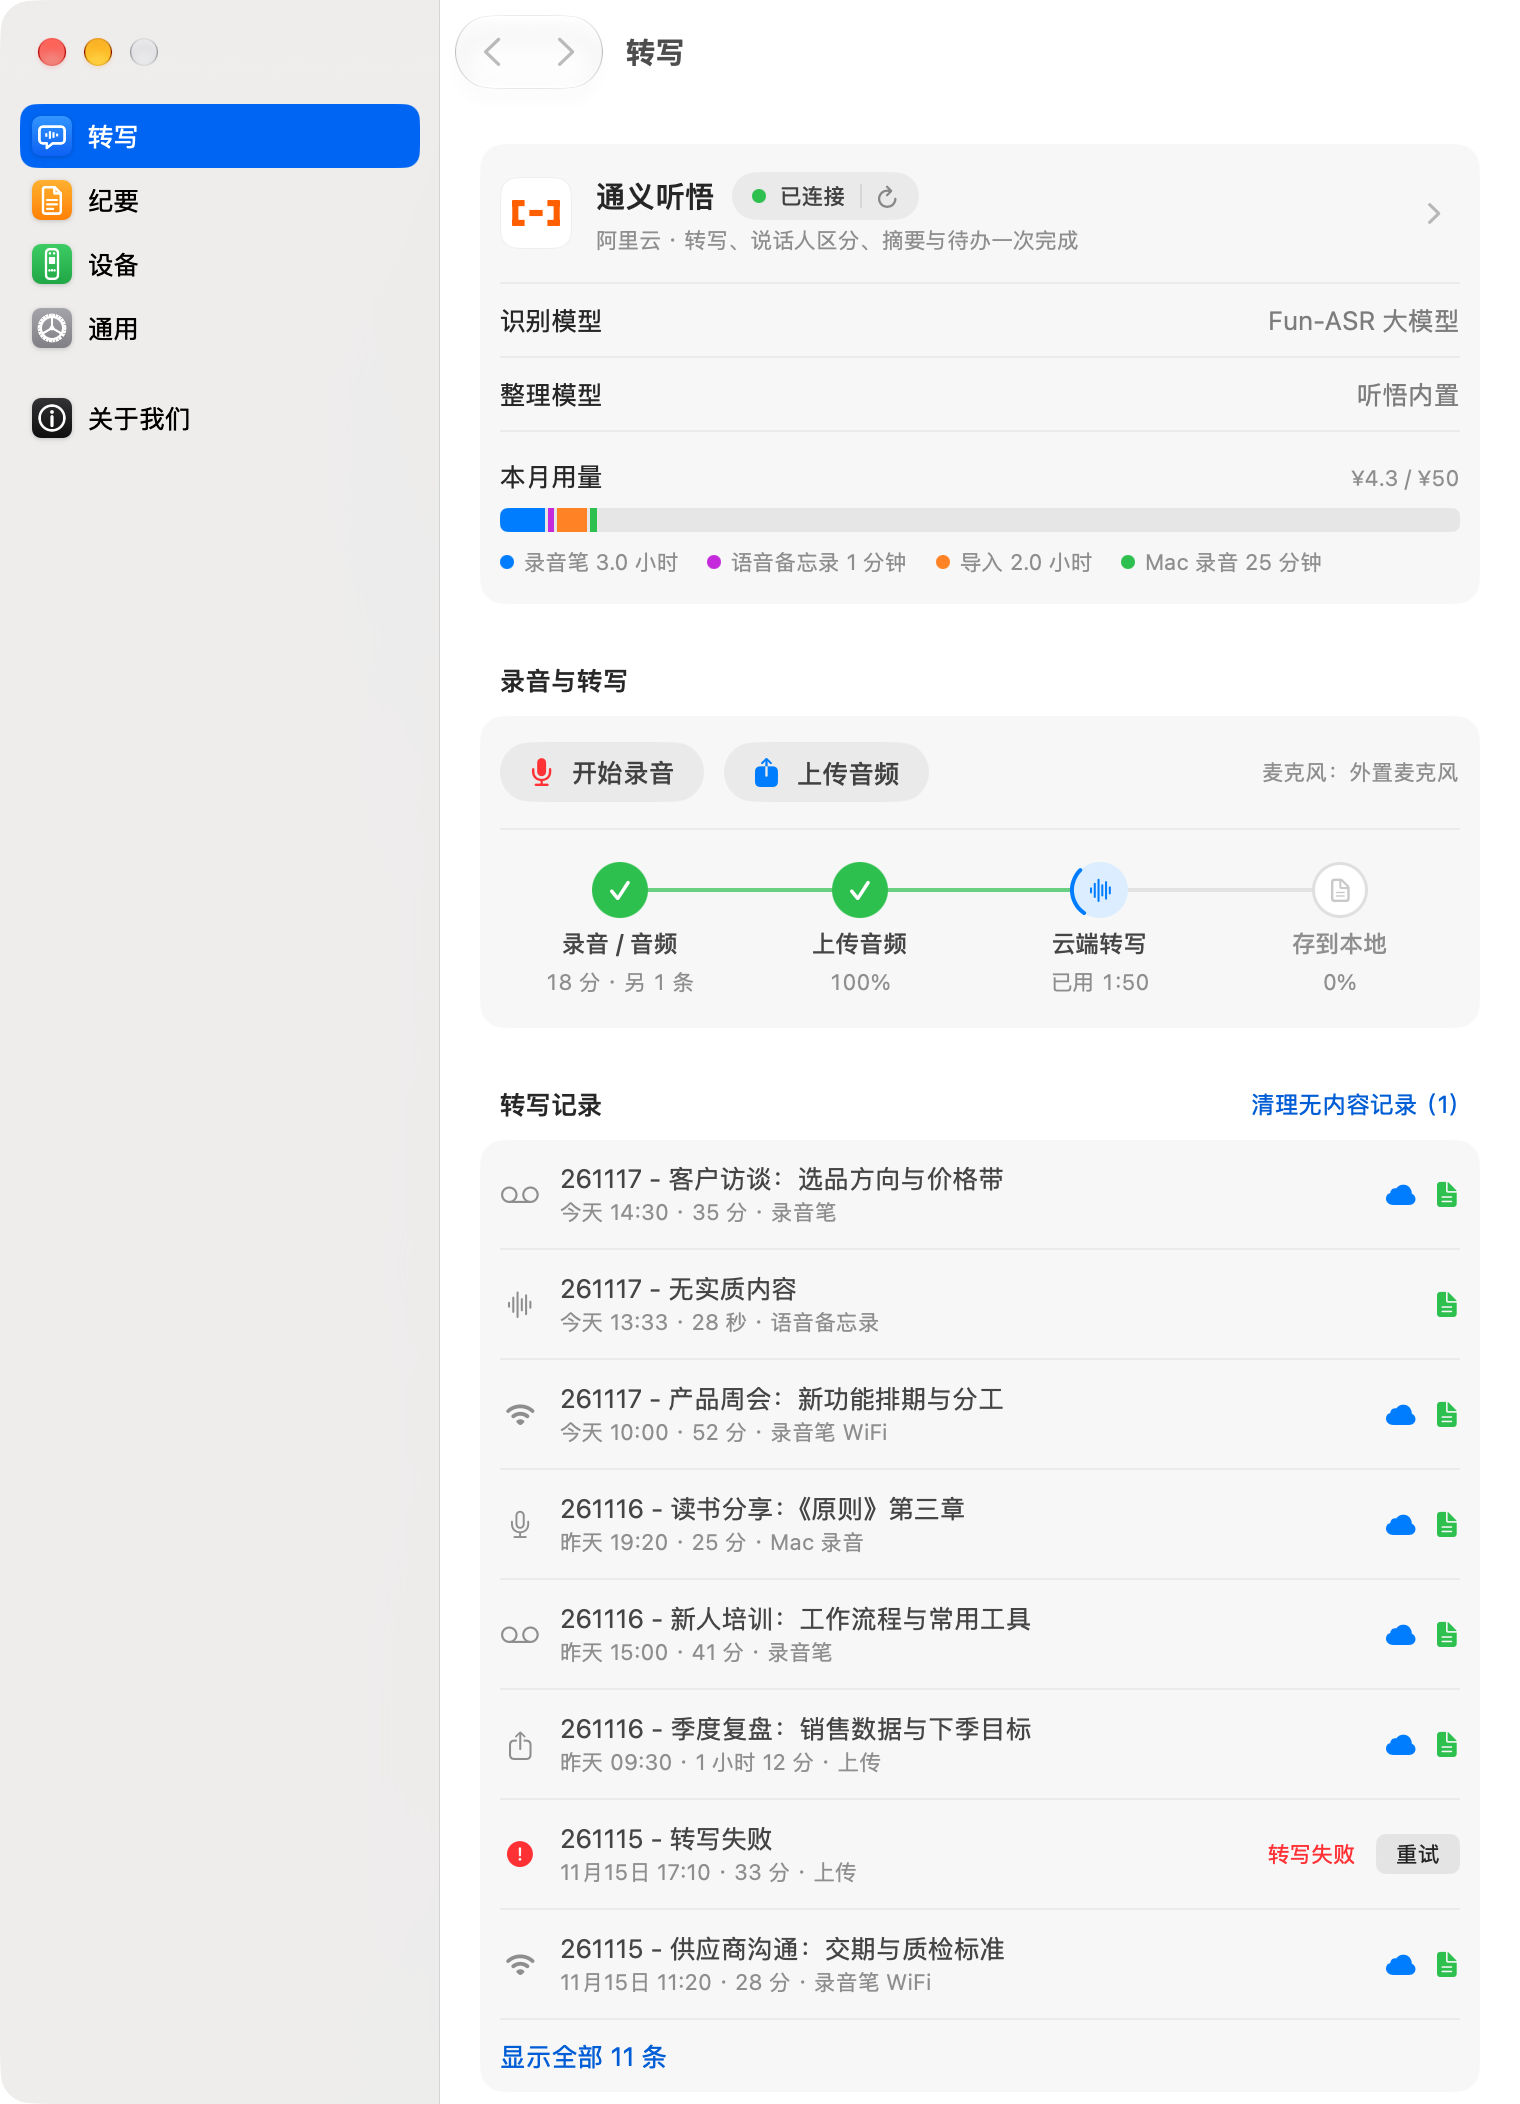 转写
转写
纪要
设备
通用
关于我们
通义听悟
已连接
阿里云 · 转写、说话人区分、摘要与待办一次完成
识别模型
Fun-ASR 大模型
整理模型
听悟内置
本月用量
¥4.3 / ¥50
录音笔 3.0 小时 语音备忘录 1 分钟 导入 2.0 小时 Mac 录音 25 分钟
录音与转写
开始录音
上传音频
麦克风：外置麦克风
录音 / 音频
18 分 · 另 1 条
上传音频
100%
云端转写
已用 1:50
存到本地
0%
转写记录
清理无内容记录 (1)
261117 - 客户访谈：选品方向与价格带
今天 14:30 · 35 分 · 录音笔
261117 - 无实质内容
今天 13:33 · 28 秒 · 语音备忘录
261117 - 产品周会：新功能排期与分工
今天 10:00 · 52 分 · 录音笔 WiFi
261116 - 读书分享：《原则》第三章
昨天 19:20 · 25 分 · Mac 录音
261116 - 新人培训：工作流程与常用工具
昨天 15:00 · 41 分 · 录音笔
261116 - 季度复盘：销售数据与下季目标
昨天 09:30 · 1 小时 12 分 · 上传
261115 - 转写失败
11月15日 17:10 · 33 分 · 上传
转写失败
重试
261115 - 供应商沟通：交期与质检标准
11月15日 11:20 · 28 分 · 录音笔 WiFi
显示全部 11 条